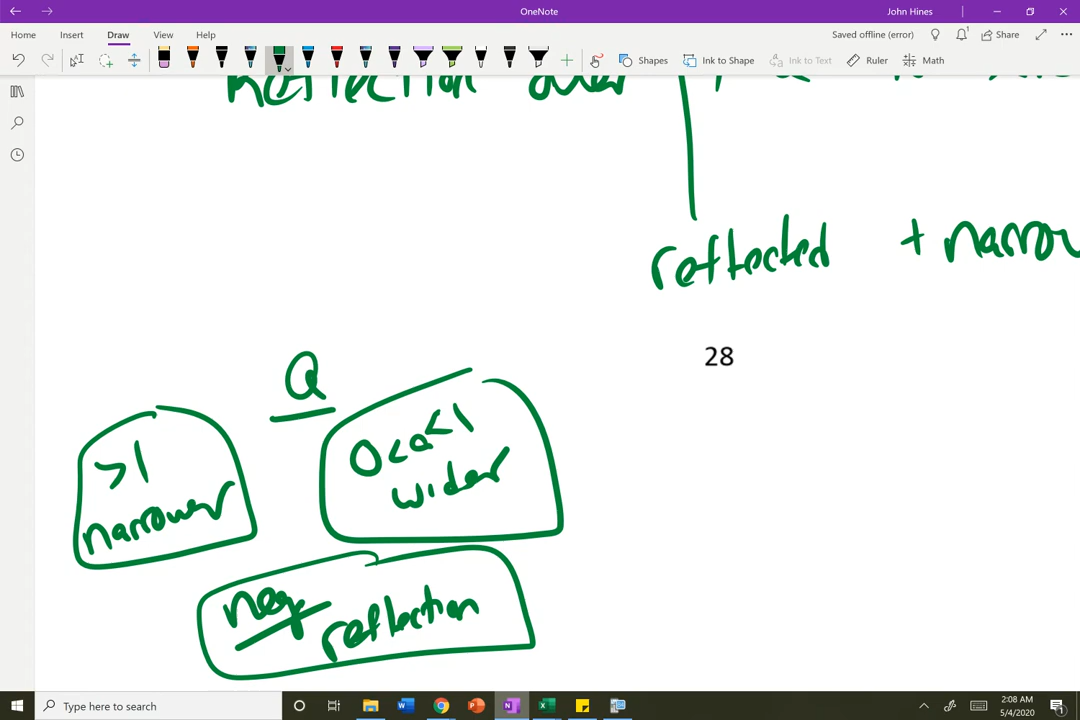 OneNote
John Hines
Home Insert Draw View Help
Saved offline (error) Share
Shapes Ink to Shape Ink to Text Ruler Math
Reflection over
reflected + narrow
28
a
>1
narrower
0<a<1
wider
neg
reflection
Type here to search
2:08 AM
5/4/2020